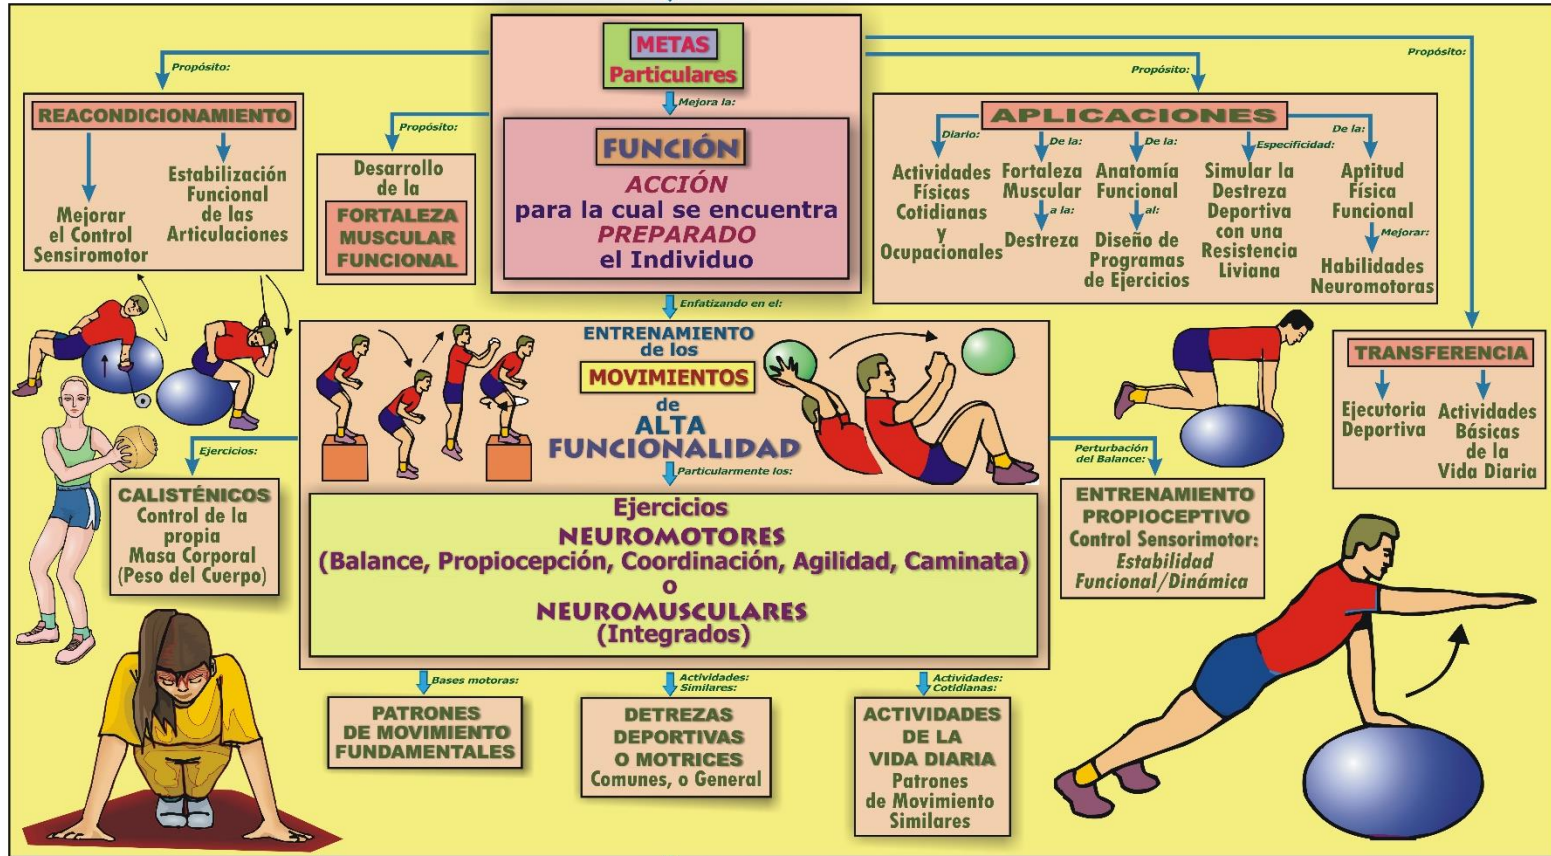 METAS
Particulares
Mejora la:
FUNCIÓN
ACCIÓN
para la cual se encuentra
PREPARADO
el Individuo
Propósito:
REACONDICIONAMIENTO
Mejorar
el Control
Sensiromotor
Estabilización
Funcional
de las
Articulaciones
Propósito:
Desarrollo
de la
FORTALEZA
MUSCULAR
FUNCIONAL
Propósito:
APLICACIONES
Diario:
Actividades
Físicas
Cotidianas
y
Ocupacionales
De la:
Fortaleza
Muscular
a la:
Destreza
De la:
Anatomía
Funcional
al:
Diseño de
Programas
de Ejercicios
Especificidad:
Simular la
Destreza
Deportiva
con una
Resistencia
Liviana
De la:
Aptitud
Física
Funcional
Mejorar:
Habilidades
Neuromotoras
Propósito:
TRANSFERENCIA
Ejecutoria
Deportiva
Actividades
Básicas
de la
Vida Diaria
Enfatizando en el:
ENTRENAMIENTO
de los
MOVIMIENTOS
de
ALTA
FUNCIONALIDAD
Particularmente los:
Ejercicios
NEUROMOTORES
(Balance, Propiocepción, Coordinación, Agilidad, Caminata)
o
NEUROMUSCULARES
(Integrados)
Ejercicios:
CALISTÉNICOS
Control de la
propia
Masa Corporal
(Peso del Cuerpo)
Perturbación
del Balance:
ENTRENAMIENTO
PROPIOCEPTIVO
Control Sensorimotor:
Estabilidad
Funcional/Dinámica
Bases motoras:
PATRONES
DE MOVIMIENTO
FUNDAMENTALES
Actividades:
Similares:
DETREZAS
DEPORTIVAS
O MOTRICES
Comunes, o General
Actividades:
Cotidianas:
ACTIVIDADES
DE LA
VIDA DIARIA
Patrones
de Movimiento
Similares